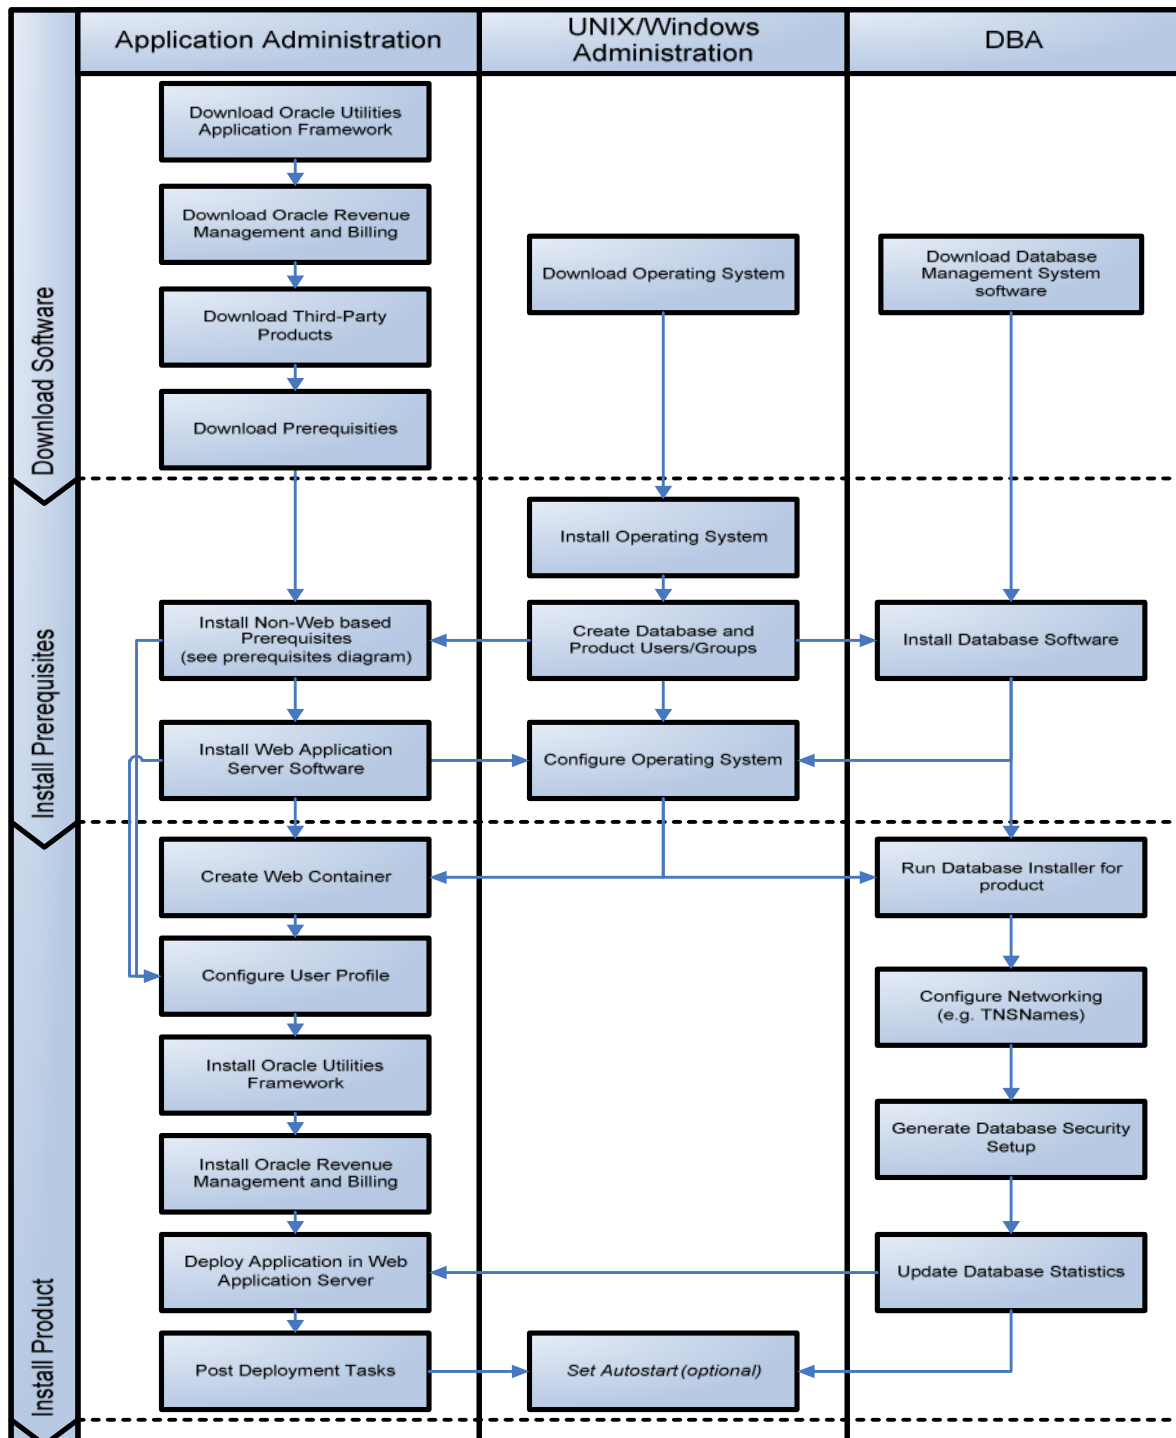 Application Administration
UNIX/Windows
Administration
DBA
Download Software
Download Oracle Utilities
Application Framework
Download Oracle Revenue
Management and Billing
Download Operating System
Download Database
Management System
software
Download Third-Party
Products
Download Prerequisities
Install Prerequisites
Install Operating System
Install Non-Web based
Prerequisites
(see prerequisites diagram)
Create Database and
Product Users/Groups
Install Database Software
Install Web Application
Server Software
Configure Operating System
Install Product
Create Web Container
Run Database Installer for
product
Configure User Profile
Configure Networking
(e.g. TNSNames)
Install Oracle Utilities
Framework
Generate Database Security
Setup
Install Oracle Revenue
Management and Billing
Deploy Application in Web
Application Server
Update Database Statistics
Post Deployment Tasks
Set Autostart (optional)